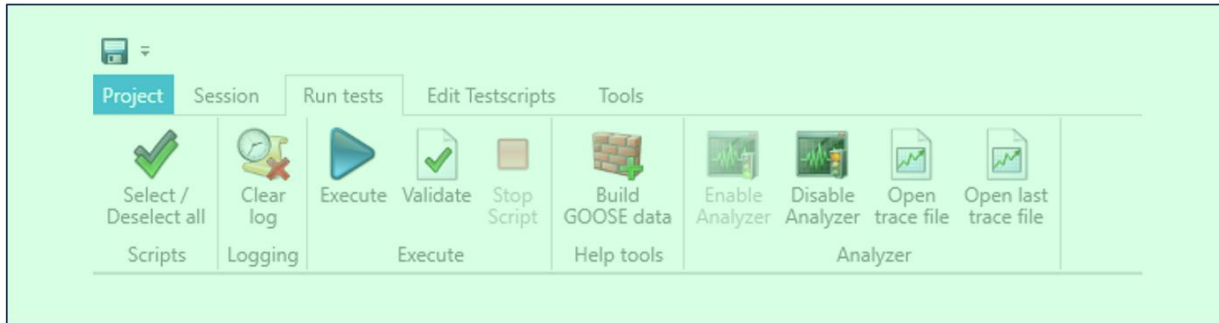 Project Session Run tests Edit Testscripts Tools
Select / Clear Execute Validate Stop Build Enable Disable Open Open last
Deselect all log Script GOOSE data Analyzer Analyzer trace file trace file
Scripts Logging Execute Help tools Analyzer